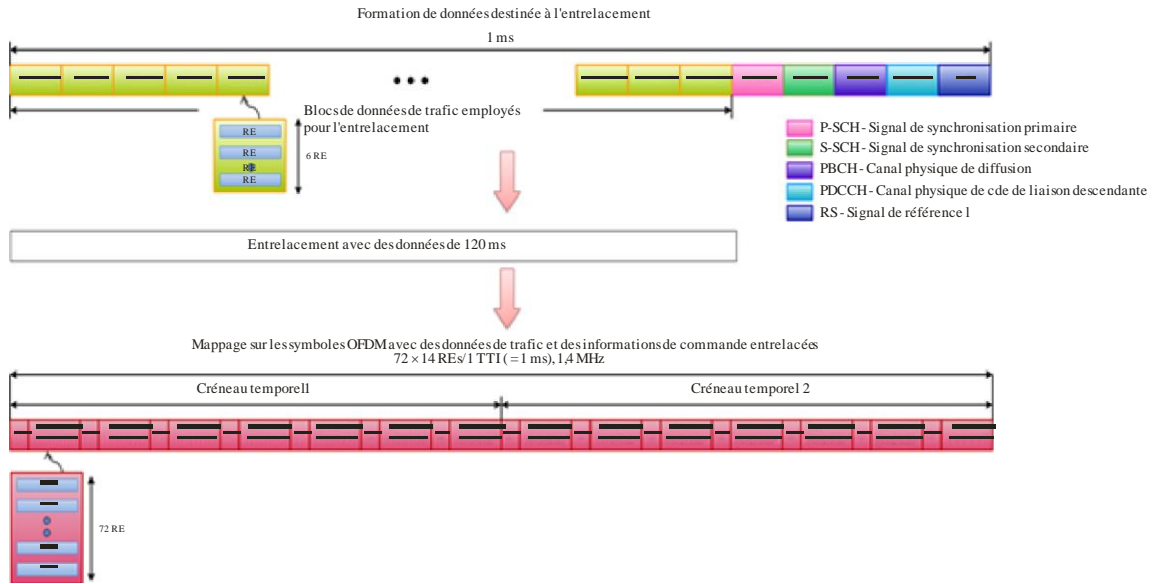 Formation de données destinée à l'entrelacement
1 ms
Blocs de données de trafic employés
pour l'entrelacement
RE
RE
RE
RE
6 RE
P-SCH - Signal de synchronisation primaire
S-SCH - Signal de synchronisation secondaire
PBCH - Canal physique de diffusion
PDCCH - Canal physique de cde de liaison descendante
RS - Signal de référence l
Entrelacement avec des données de 120 ms
Mappage sur les symboles OFDM avec des données de trafic et des informations de commande entrelacées
72 × 14 REs/1 TTI ( = 1 ms), 1,4 MHz
Créneau temporel1
Créneau temporel 2
72 RE